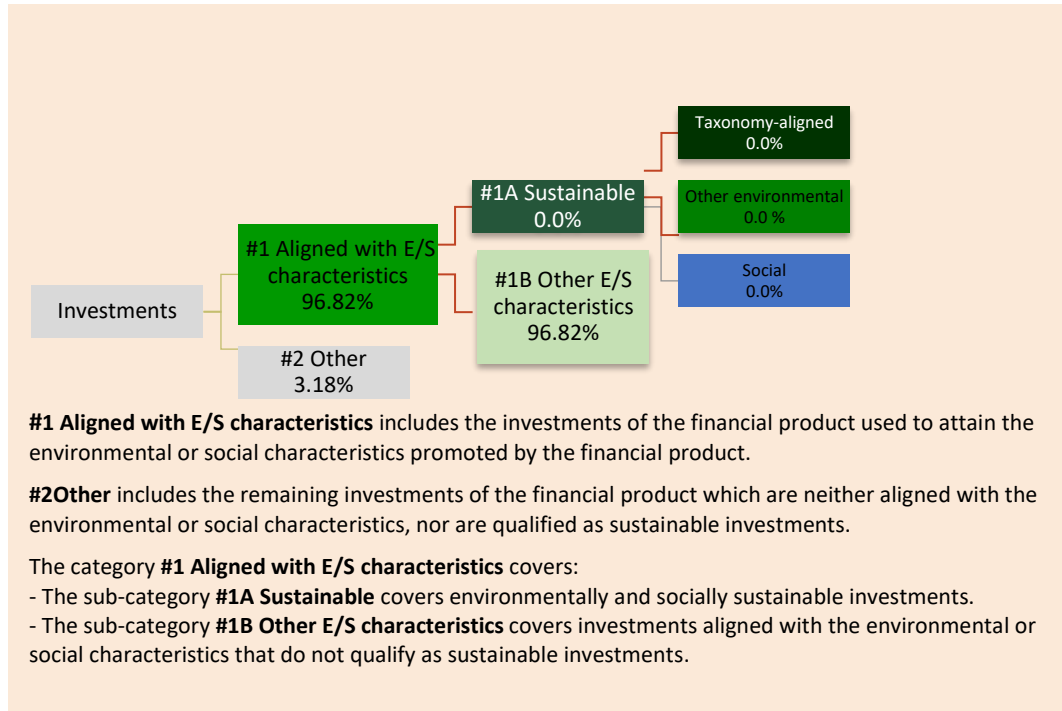 Taxonomy-aligned
0.0%
#1A Sustainable
0.0%
Other environmental
0.0 %
#1 Aligned with E/S
characteristics
96.82%
#1B Other E/S
characteristics
96.82%
Social
0.0%
Investments
#2 Other
3.18%
#1 Aligned with E/S characteristics includes the investments of the financial product used to attain the
environmental or social characteristics promoted by the financial product.
#2Other includes the remaining investments of the financial product which are neither aligned with the
environmental or social characteristics, nor are qualified as sustainable investments.
The category #1 Aligned with E/S characteristics covers:
- The sub-category #1A Sustainable covers environmentally and socially sustainable investments.
- The sub-category #1B Other E/S characteristics covers investments aligned with the environmental or
social characteristics that do not qualify as sustainable investments.